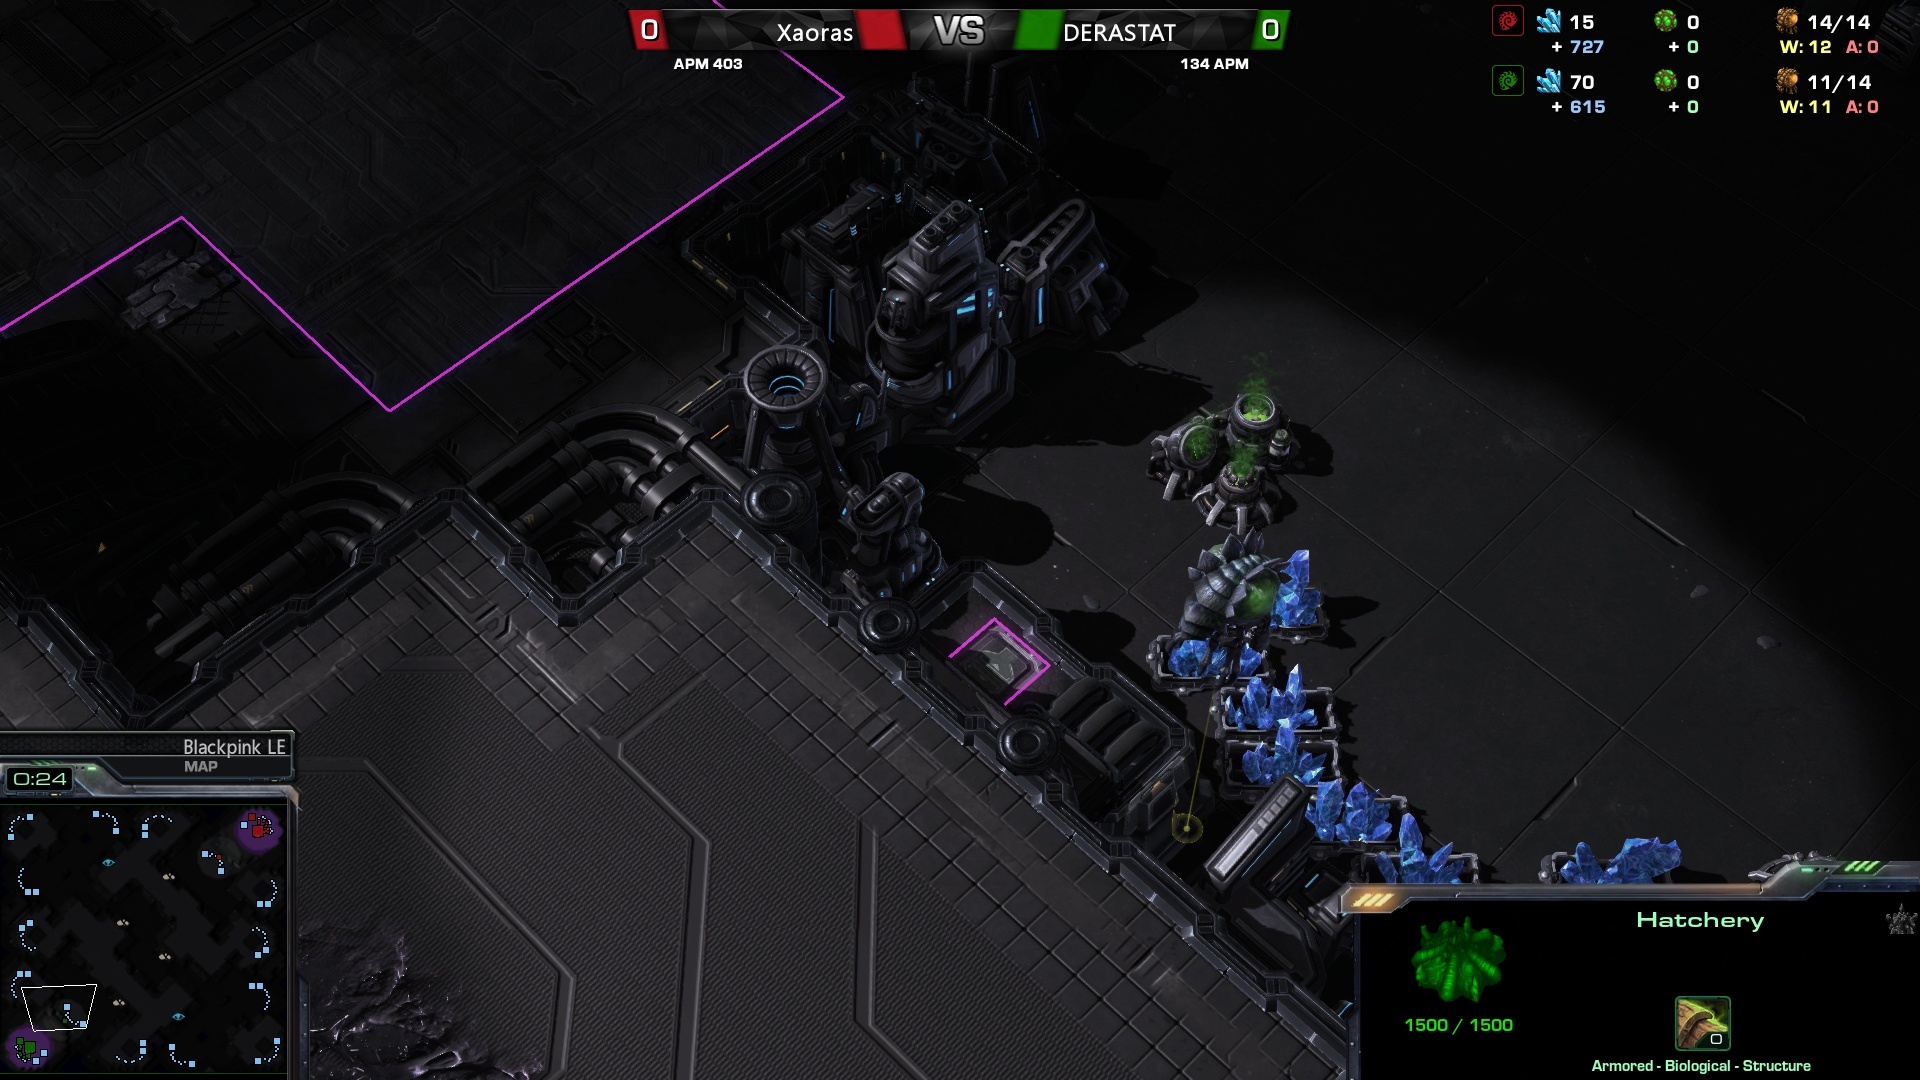 0 Xaoras VS DERASTAT 0
APM 403
134 APM
15 0 14/14
+ 727 + 0 W: 12 A: 0
70 0 11/14
+ 615 + 0 W: 11 A: 0
Blackpink LE
MAP
0:24
Hatchery
1500 / 1500
Armored - Biological - Structure